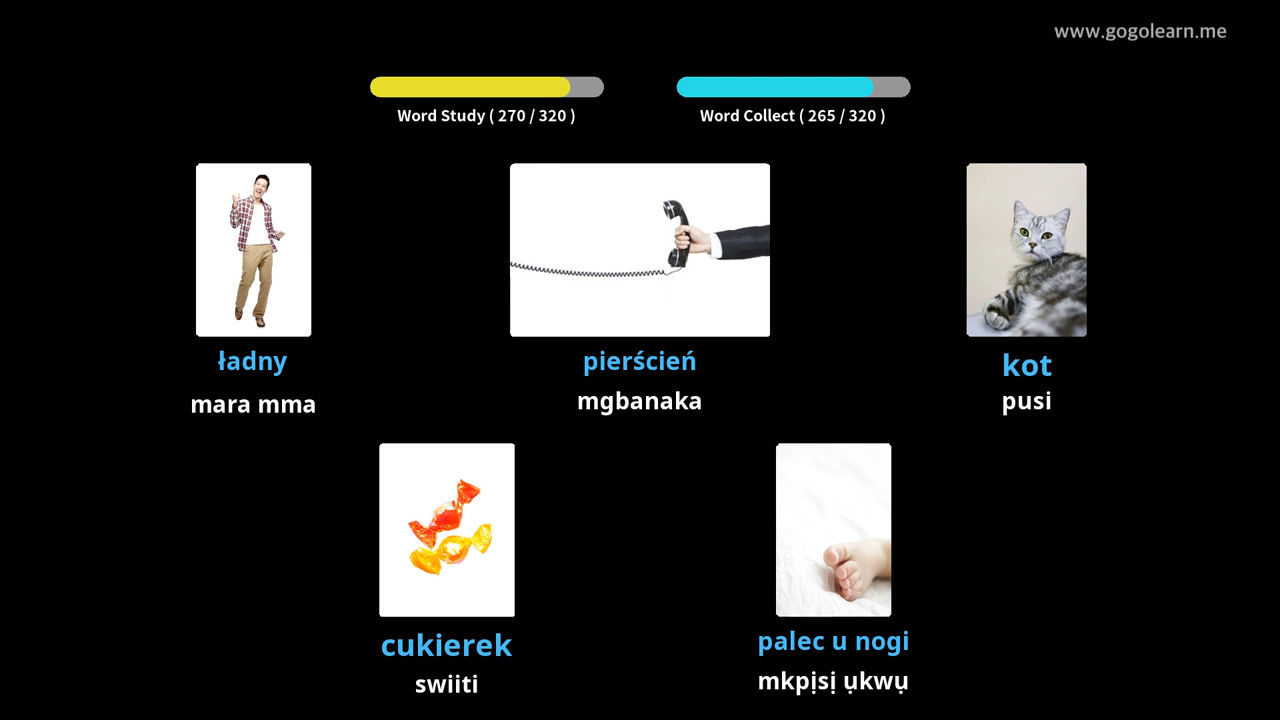 www.gogolearn.me
Word Study ( 270 / 320 )
Word Collect ( 265 / 320 )
ładny
mara mma
pierścień
mgbanaka
kot
pusi
cukierek
swiiti
palec u nogi
mkpịsị ụkwụ